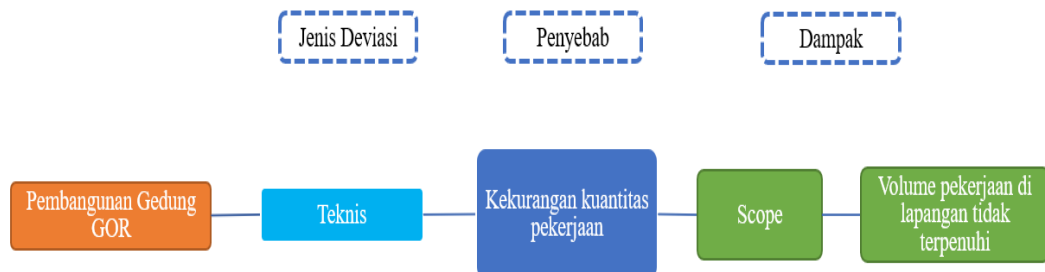 Jenis Deviasi
Penyebab
Dampak
Pembangunan Gedung
GOR
Teknis
Kekurangan kuantitas
pekerjaan
Scope
Volume pekerjaan di
lapangan tidak
terpenuhi